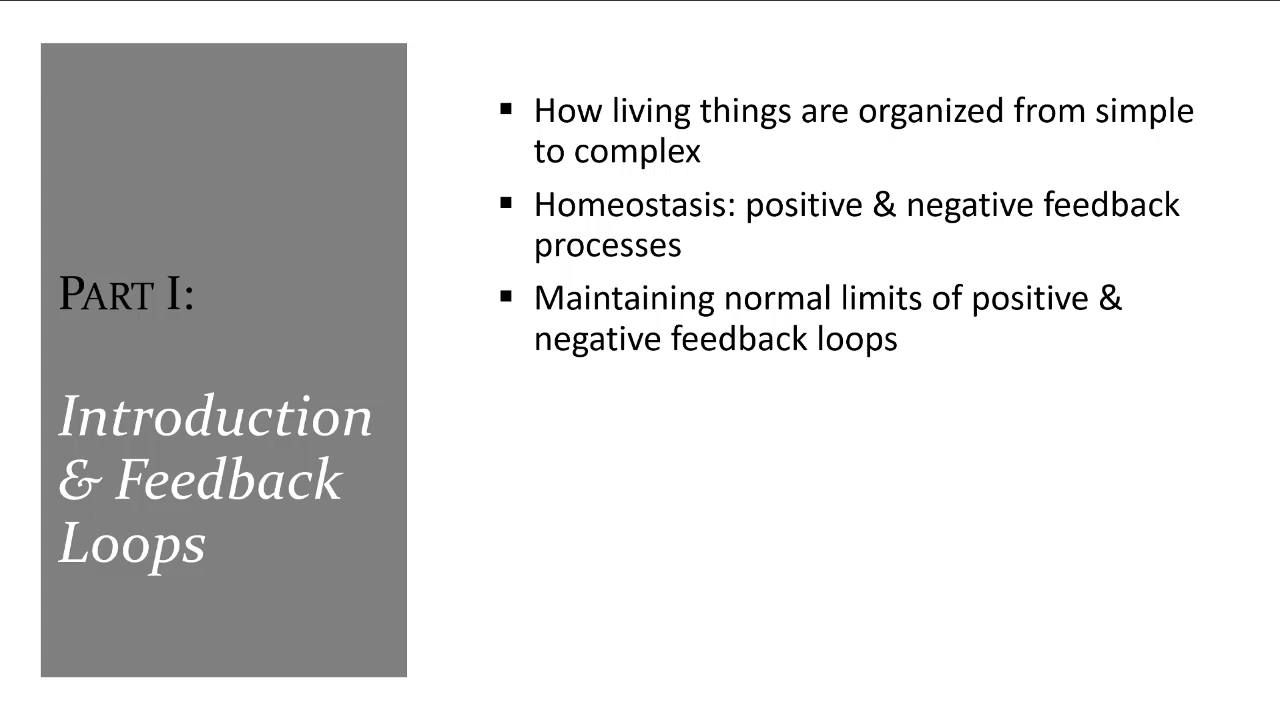 PART I:
Introduction
& Feedback
Loops
▪ How living things are organized from simple
to complex
▪ Homeostasis: positive & negative feedback
processes
▪ Maintaining normal limits of positive &
negative feedback loops